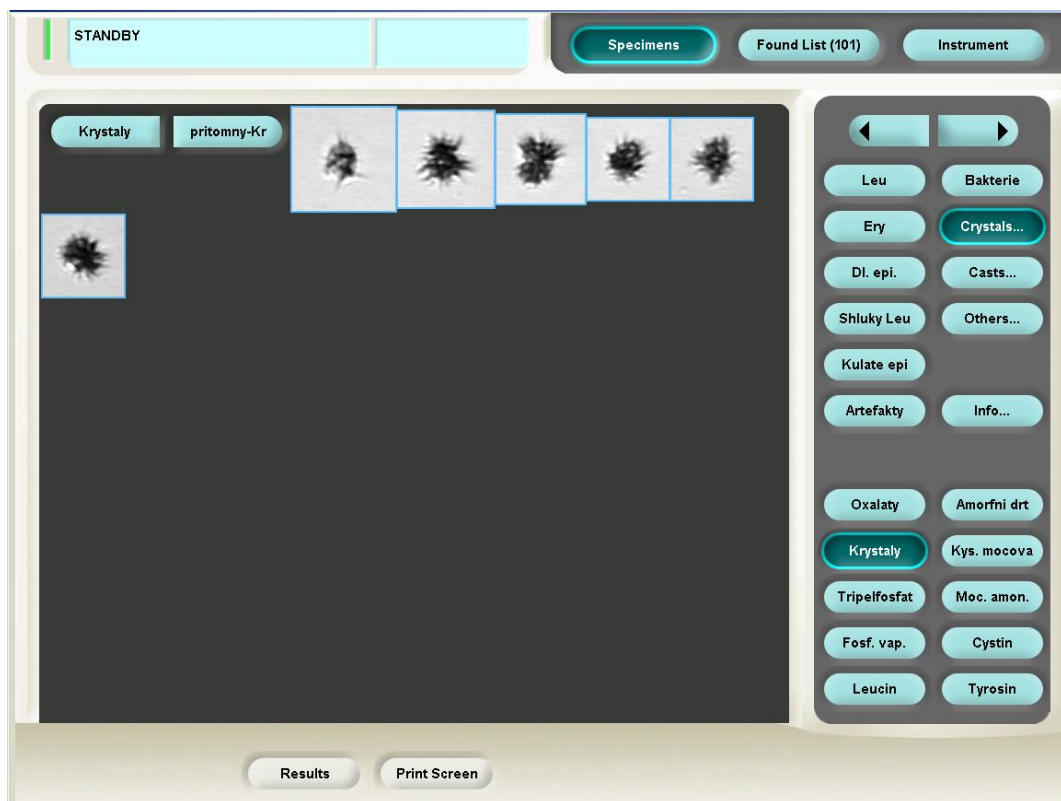 STANDBY
Specimens
Found List (101)
Instrument
Krystaly
pritomny-Kr
Leu
Bakterie
Ery
Crystals...
Dl. epi.
Casts...
Shluky Leu
Others...
Kulate epi
Artefakty
Info...
Oxalaty
Amorfni drt
Krystaly
Kys. mocova
Tripelfosfat
Moc. amon.
Fosf. vap.
Cystin
Leucin
Tyrosin
Results
Print Screen